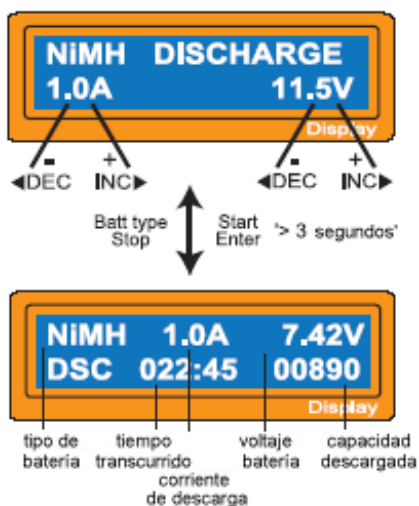 NiMH DISCHARGE
1.0A 11.5V
Display
- + - +
◀DEC INC▶ ◀DEC INC▶
Batt type Start
Stop Enter "> 3 segundos"
NiMH 1.0A 7.42V
DSC 022:45 00890
Display
tipo de tiempo voltaje capacidad
bateria transcurrido bateria descargada
corriente
de descarga